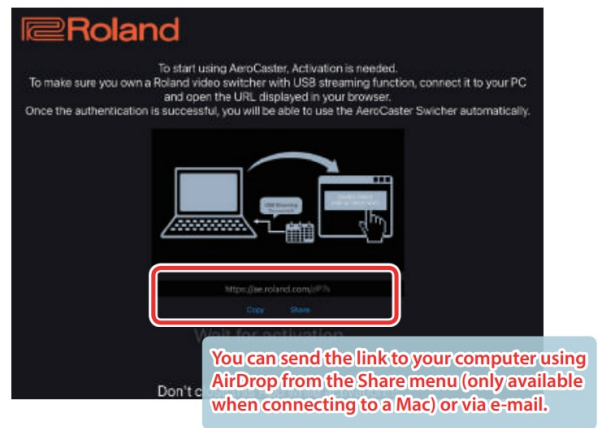 Roland
To start using AeroCaster, Activation is needed.
To make sure you own a Roland video switcher with USB streaming function, connect it to your PC
and open the URL displayed in your browser.
Once the authentication is successful, you will be able to use the AeroCaster Swicher automatically.
https://ae.roland.com/
Copy Share
Wait for activation
You can send the link to your computer using
AirDrop from the Share menu (only available
when connecting to a Mac) or via e-mail.
Don't